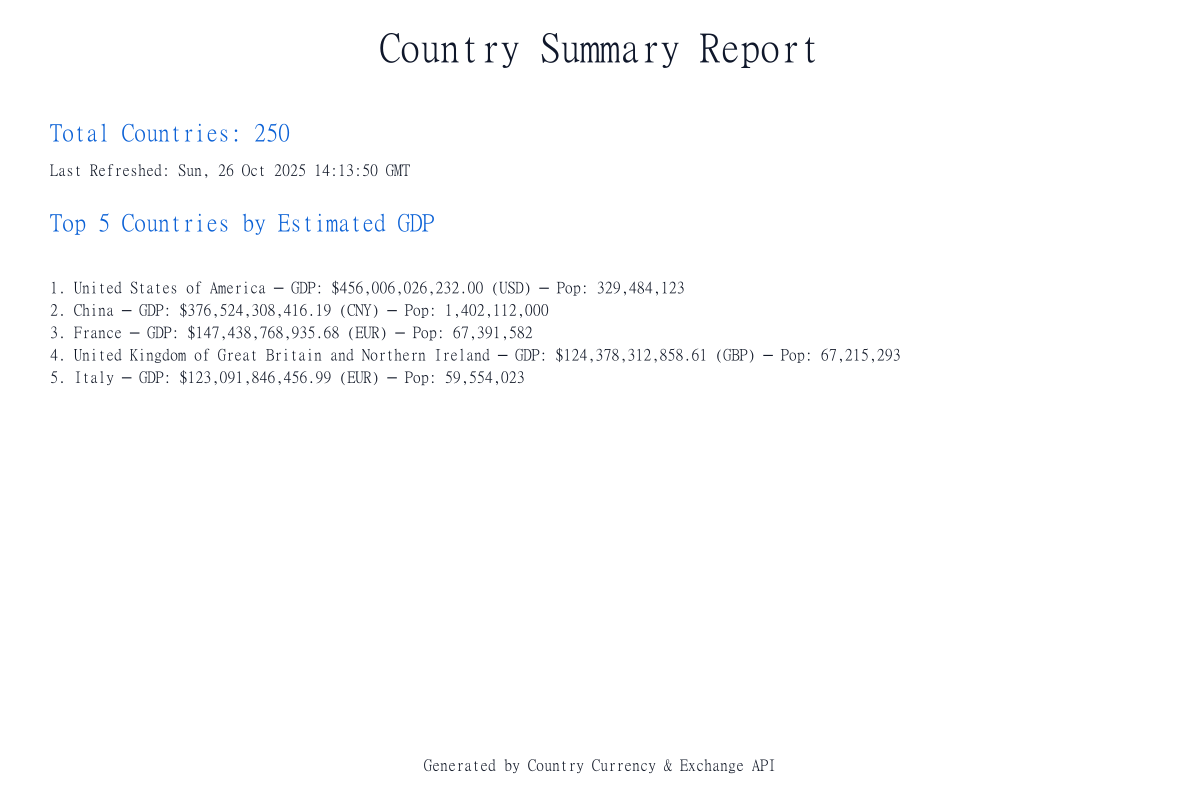 Country Summary Report
Total Countries: 250
Last Refreshed: Sun, 26 Oct 2025 14:13:50 GMT
Top 5 Countries by Estimated GDP
1. United States of America — GDP: $456,006,026,232.00 (USD) — Pop: 329,484,123
2. China — GDP: $376,524,308,416.19 (CNY) — Pop: 1,402,112,000
3. France — GDP: $147,438,768,935.68 (EUR) — Pop: 67,391,582
4. United Kingdom of Great Britain and Northern Ireland — GDP: $124,378,312,858.61 (GBP) — Pop: 67,215,293
5. Italy — GDP: $123,091,846,456.99 (EUR) — Pop: 59,554,023
Generated by Country Currency & Exchange API